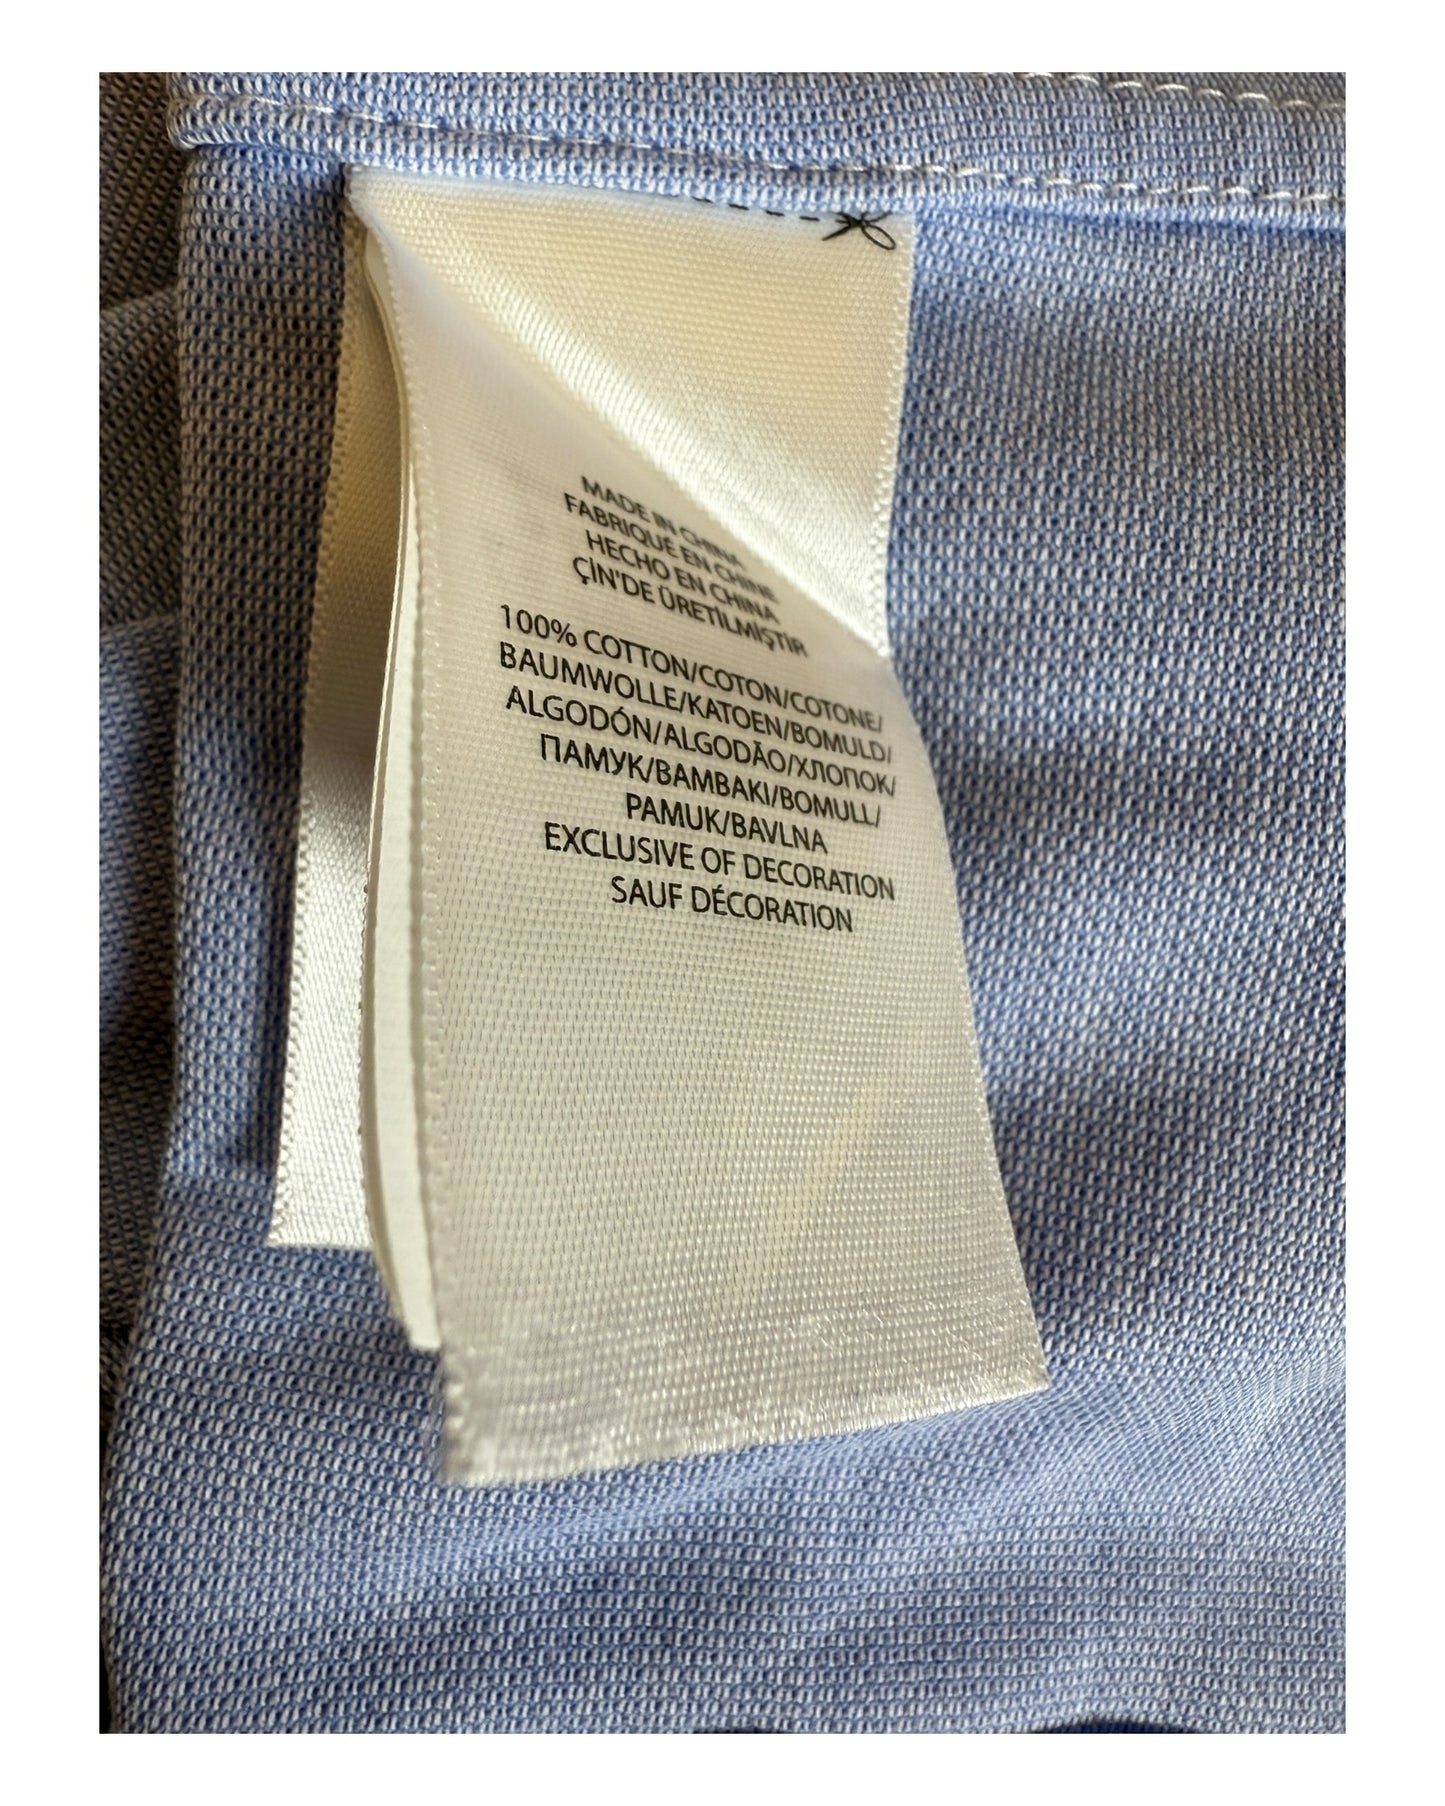 MADE IN CHINA
FABRIQUÉ EN CHINE
HECHO EN CHINA
ÇİN'DE ÜRETİLMİŞTİR
100% COTTON/COTON/COTONE/
BAUMWOLLE/KATOEN/BOMULD/
ALGODÓN/ALGODÃO/ХЛОПОК/
ПАМУК/BAMBAKI/BOMULL/
PAMUK/BAVLNA
EXCLUSIVE OF DECORATION
SAUF DÉCORATION